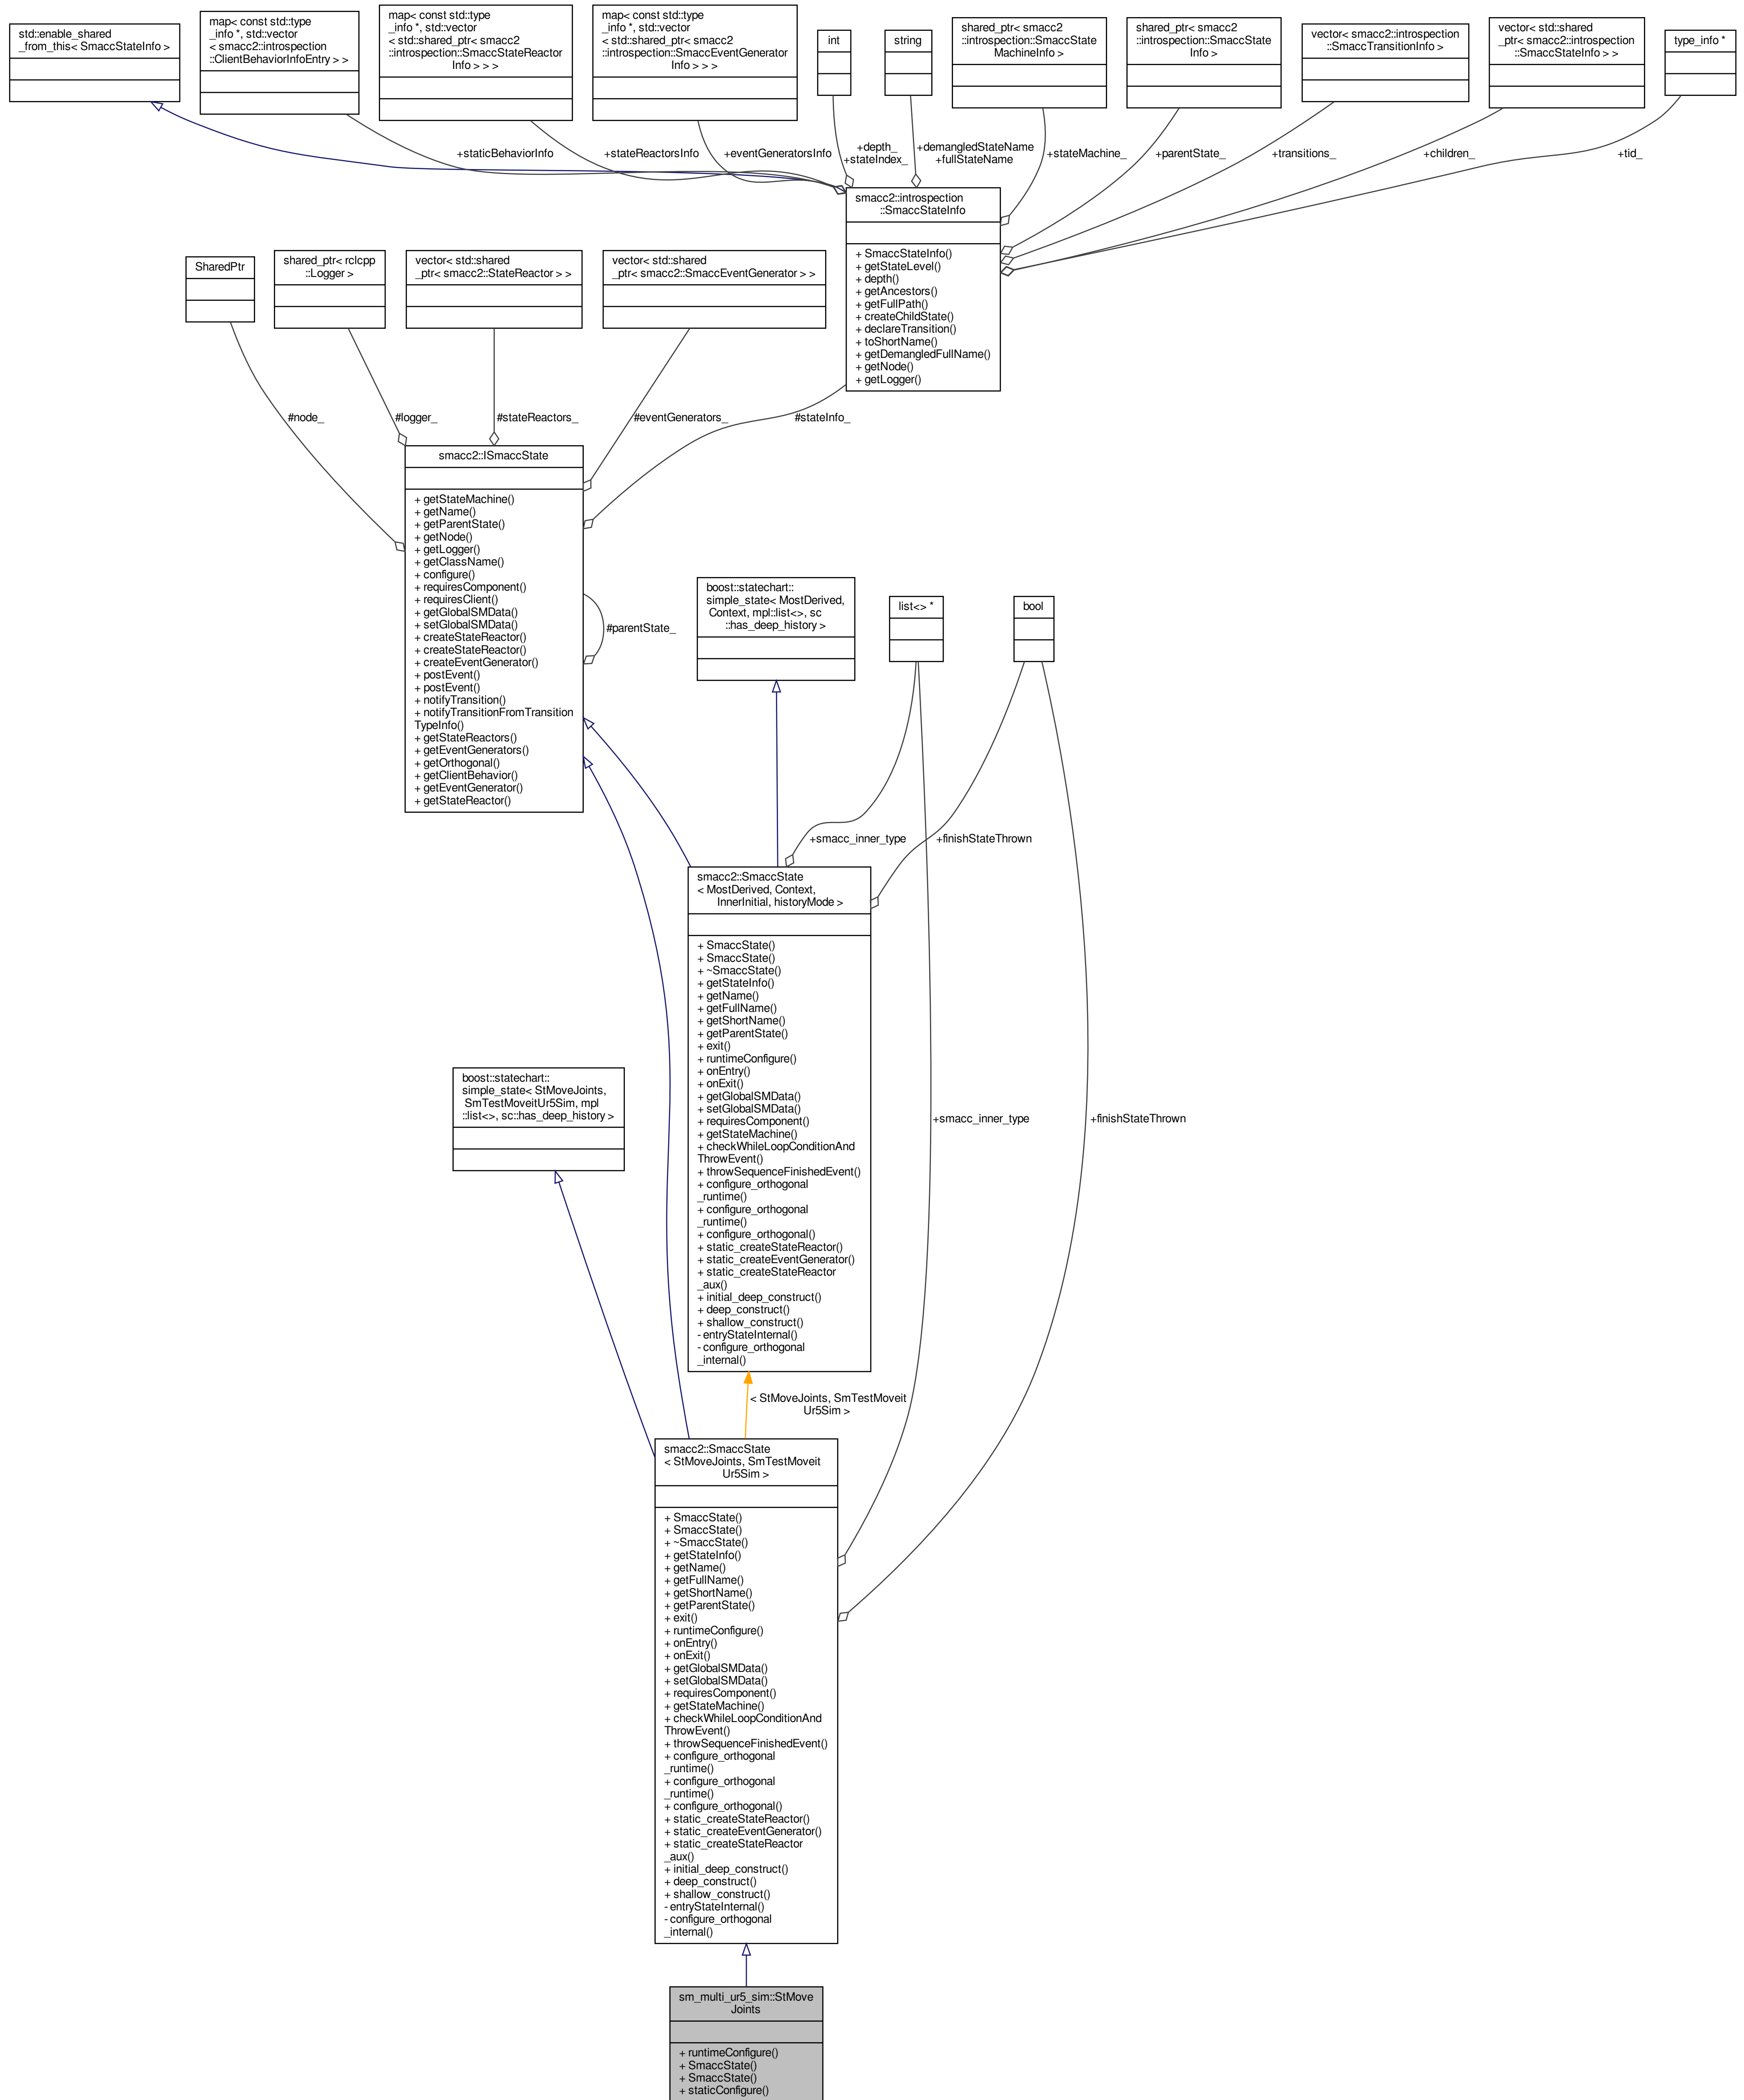 std::enable_shared
_from_this< SmaccStateInfo >
map< const std::type
_info *, std::vector
< smacc2::introspection
::ClientBehaviorInfoEntry > >
map< const std::type
_info *, std::vector
< std::shared_ptr< smacc2
::introspection::SmaccStateReactor
Info > > >
map< const std::type
_info *, std::vector
< std::shared_ptr< smacc2
::introspection::SmaccEventGenerator
Info > > >
int
string
shared_ptr< smacc2
::introspection::SmaccState
MachineInfo >
shared_ptr< smacc2
::introspection::SmaccState
Info >
vector< smacc2::introspection
::SmaccTransitionInfo >
vector< std::shared
_ptr< smacc2::introspection
::SmaccStateInfo > >
type_info *
+staticBehaviorInfo
+stateReactorsInfo
+eventGeneratorsInfo
+depth_
+stateIndex_
+demangledStateName
+fullStateName
+stateMachine_
+parentState_
+transitions_
+children_
+tid_
smacc2::introspection
::SmaccStateInfo
+ SmaccStateInfo()
+ getStateLevel()
+ depth()
+ getAncestors()
+ getFullPath()
+ createChildState()
+ declareTransition()
+ toShortName()
+ getDemangledFullName()
+ getNode()
+ getLogger()
SharedPtr
shared_ptr< rclcpp
::Logger >
vector< std::shared
_ptr< smacc2::StateReactor > >
vector< std::shared
_ptr< smacc2::SmaccEventGenerator > >
#node_
#logger_
#stateReactors_
#eventGenerators_
#stateInfo_
smacc2::ISmaccState
+ getStateMachine()
+ getName()
+ getParentState()
+ getNode()
+ getLogger()
+ getClassName()
+ configure()
+ requiresComponent()
+ requiresClient()
+ getGlobalSMData()
+ setGlobalSMData()
+ createStateReactor()
+ createStateReactor()
+ createEventGenerator()
+ postEvent()
+ postEvent()
+ notifyTransition()
+ notifyTransitionFromTransition
TypeInfo()
+ getStateReactors()
+ getEventGenerators()
+ getOrthogonal()
+ getClientBehavior()
+ getEventGenerator()
+ getStateReactor()
#parentState_
boost::statechart::
simple_state< MostDerived,
Context, mpl::list<>, sc
::has_deep_history >
list<> *
bool
+smacc_inner_type
+finishStateThrown
smacc2::SmaccState
< MostDerived, Context,
InnerInitial, historyMode >
+ SmaccState()
+ SmaccState()
+ ~SmaccState()
+ getStateInfo()
+ getName()
+ getFullName()
+ getShortName()
+ getParentState()
+ exit()
+ runtimeConfigure()
+ onEntry()
+ onExit()
+ getGlobalSMData()
+ setGlobalSMData()
+ requiresComponent()
+ getStateMachine()
+ checkWhileLoopConditionAnd
ThrowEvent()
+ throwSequenceFinishedEvent()
+ configure_orthogonal
_runtime()
+ configure_orthogonal
_runtime()
+ configure_orthogonal()
+ static_createStateReactor()
+ static_createEventGenerator()
+ static_createStateReactor
_aux()
+ initial_deep_construct()
+ deep_construct()
+ shallow_construct()
- entryStateInternal()
- configure_orthogonal
_internal()
boost::statechart::
simple_state< StMoveJoints,
SmTestMoveitUr5Sim, mpl
::list<>, sc::has_deep_history >
+smacc_inner_type
+finishStateThrown
< StMoveJoints, SmTestMoveit
Ur5Sim >
smacc2::SmaccState
< StMoveJoints, SmTestMoveit
Ur5Sim >
+ SmaccState()
+ SmaccState()
+ ~SmaccState()
+ getStateInfo()
+ getName()
+ getFullName()
+ getShortName()
+ getParentState()
+ exit()
+ runtimeConfigure()
+ onEntry()
+ onExit()
+ getGlobalSMData()
+ setGlobalSMData()
+ requiresComponent()
+ getStateMachine()
+ checkWhileLoopConditionAnd
ThrowEvent()
+ throwSequenceFinishedEvent()
+ configure_orthogonal
_runtime()
+ configure_orthogonal
_runtime()
+ configure_orthogonal()
+ static_createStateReactor()
+ static_createEventGenerator()
+ static_createStateReactor
_aux()
+ initial_deep_construct()
+ deep_construct()
+ shallow_construct()
- entryStateInternal()
- configure_orthogonal
_internal()
sm_multi_ur5_sim::StMove
Joints
+ runtimeConfigure()
+ SmaccState()
+ SmaccState()
+ staticConfigure()